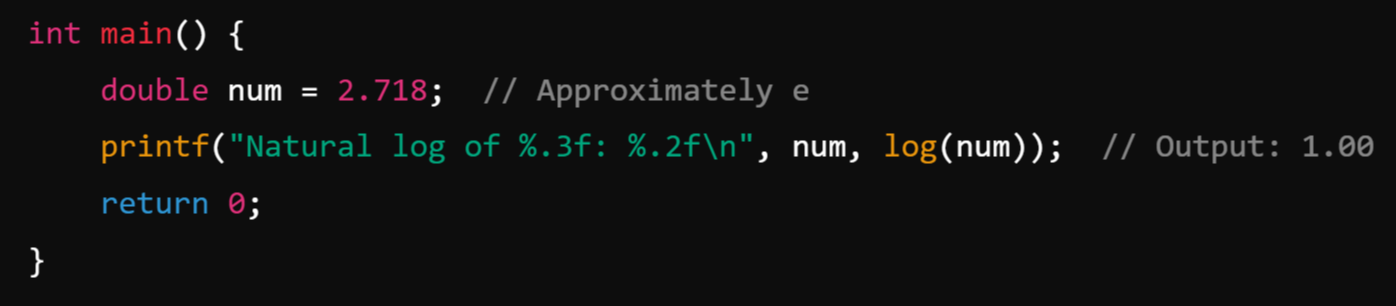 int main() {
    double num = 2.718;  // Approximately e
    printf("Natural log of %.3f: %.2f\n", num, log(num));  // Output: 1.00
    return 0;
}